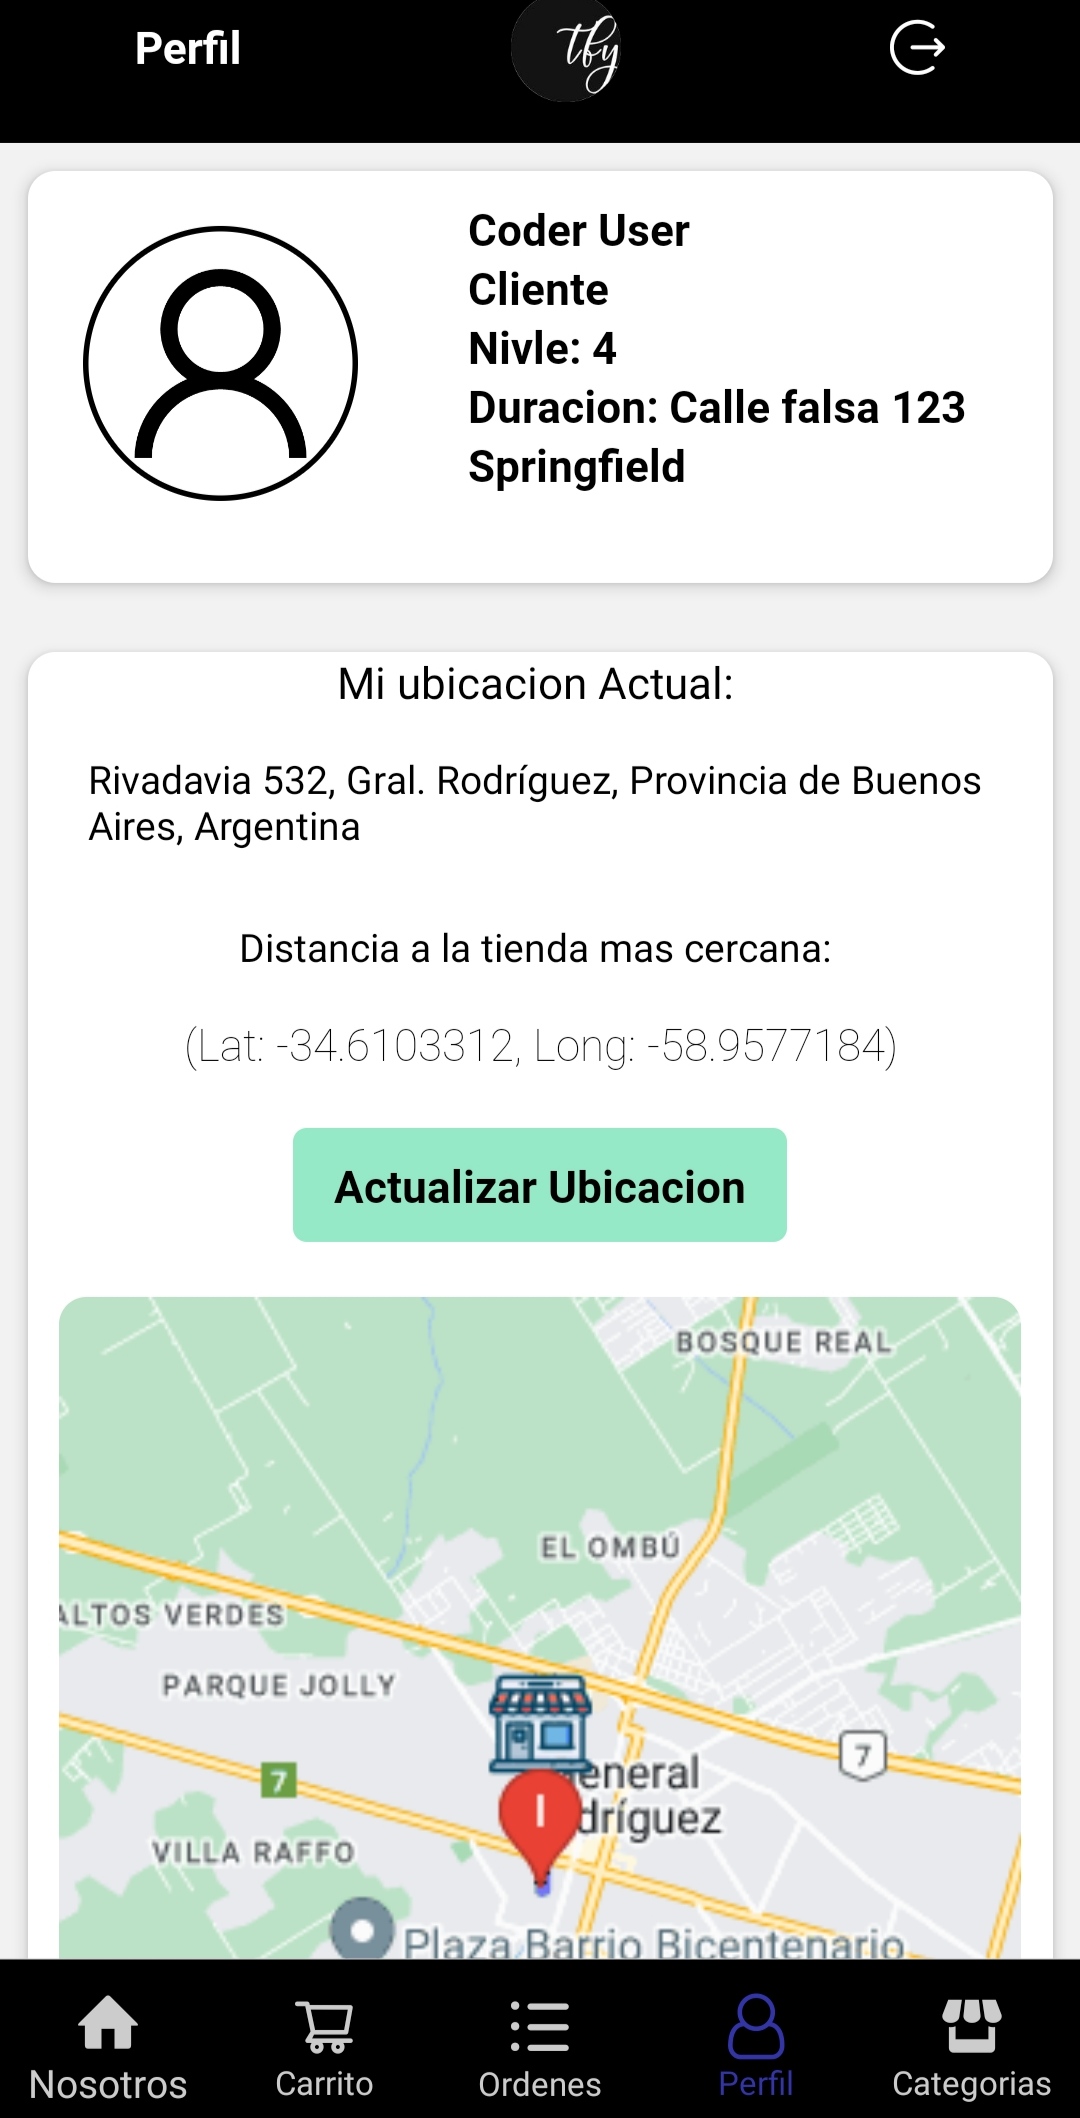 Perfil
tby
Coder User
Cliente
Nivle: 4
Duracion: Calle falsa 123
Springfield
Mi ubicacion Actual:
Rivadavia 532, Gral. Rodríguez, Provincia de Buenos
Aires, Argentina
Distancia a la tienda mas cercana:
(Lat: -34.6103312, Long: -58.9577184)
Actualizar Ubicacion
BOSQUE REAL
EL OMBÚ
ALTOS VERDES
PARQUE JOLLY
7
7
eneral
dríguez
I
VILLA RAFFO
Plaza Barrio Bicentenario
Nosotros
Carrito
Ordenes
Perfil
Categorias